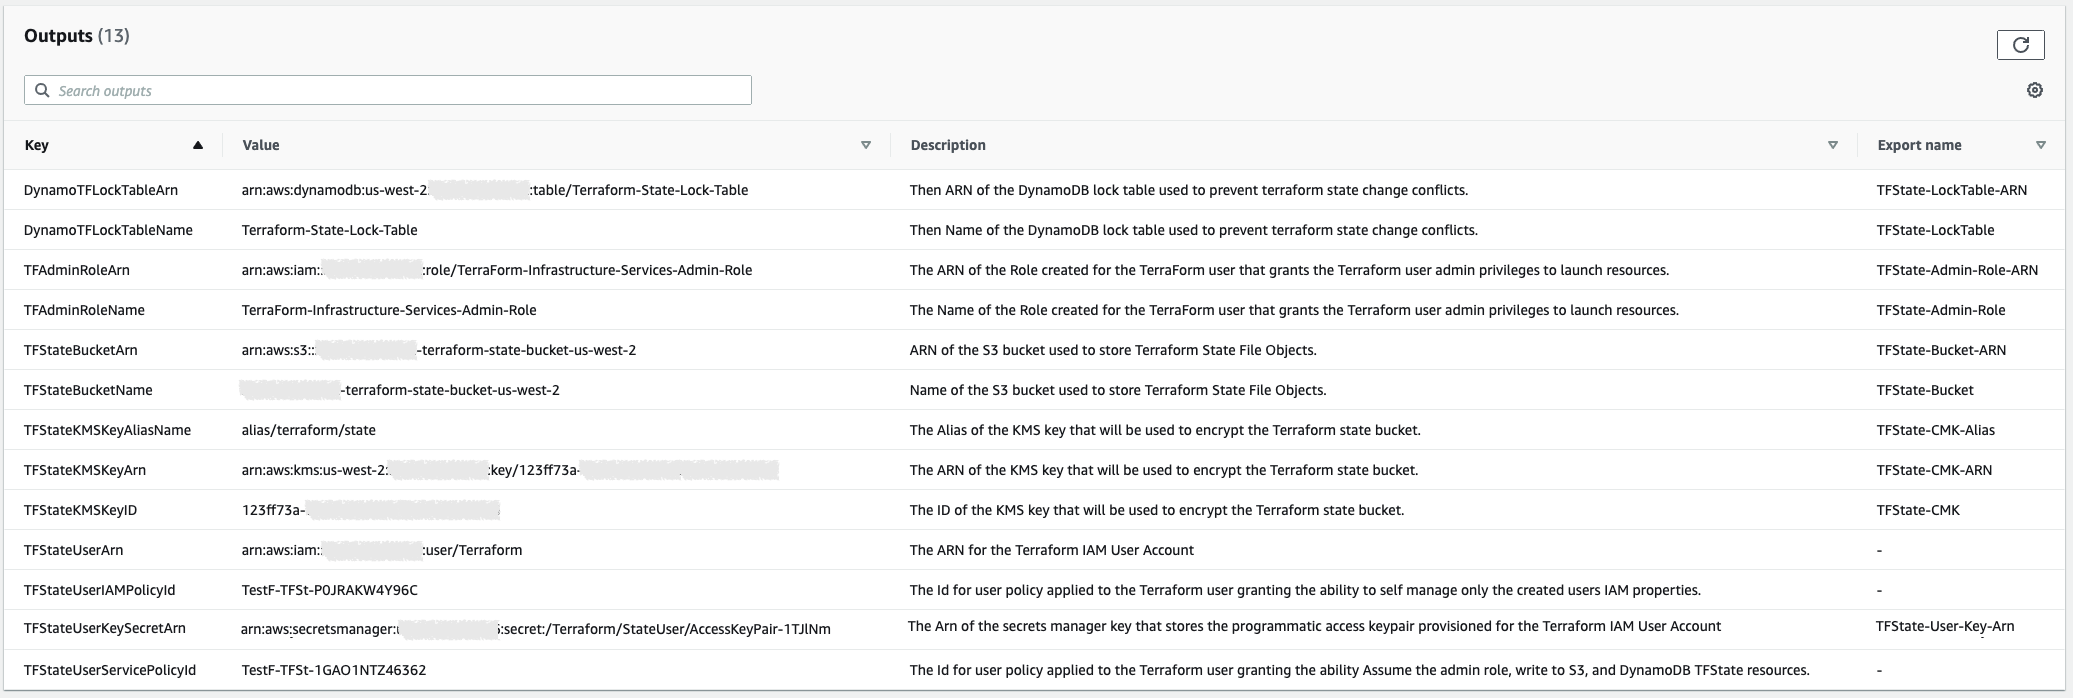 Outputs (13)
Search outputs
Key Value Description Export name
DynamoTFLockTableArn arn:aws:dynamodb:us-west-2: :table/Terraform-State-Lock-Table Then ARN of the DynamoDB lock table used to prevent terraform state change conflicts. TFState-LockTable-ARN
DynamoTFLockTableName Terraform-State-Lock-Table Then Name of the DynamoDB lock table used to prevent terraform state change conflicts. TFState-LockTable
TFAdminRoleArn arn:aws:iam:: :role/TerraForm-Infrastructure-Services-Admin-Role The ARN of the Role created for the TerraForm user that grants the Terraform user admin privileges to launch resources. TFState-Admin-Role-ARN
TFAdminRoleName TerraForm-Infrastructure-Services-Admin-Role The Name of the Role created for the TerraForm user that grants the Terraform user admin privileges to launch resources. TFState-Admin-Role
TFStateBucketArn arn:aws:s3::: -terraform-state-bucket-us-west-2 ARN of the S3 bucket used to store Terraform State File Objects. TFState-Bucket-ARN
TFStateBucketName -terraform-state-bucket-us-west-2 Name of the S3 bucket used to store Terraform State File Objects. TFState-Bucket
TFStateKMSKeyAliasName alias/terraform/state The Alias of the KMS key that will be used to encrypt the Terraform state bucket. TFState-CMK-Alias
TFStateKMSKeyArn arn:aws:kms:us-west-2: :key/123ff73a- The ARN of the KMS key that will be used to encrypt the Terraform state bucket. TFState-CMK-ARN
TFStateKMSKeyID 123ff73a- The ID of the KMS key that will be used to encrypt the Terraform state bucket. TFState-CMK
TFStateUserArn arn:aws:iam:: :user/Terraform The ARN for the Terraform IAM User Account -
TFStateUserIAMPolicyId TestF-TFSt-P0JRAKW4Y96C The Id for user policy applied to the Terraform user granting the ability to self manage only the created users IAM properties. -
TFStateUserKeySecretArn arn:aws:secretsmanager: :secret:/Terraform/StateUser/AccessKeyPair-1TJlNm The Arn of the secrets manager key that stores the programmatic access keypair provisioned for the Terraform IAM User Account TFState-User-Key-Arn
TFStateUserServicePolicyId TestF-TFSt-1GAO1NTZ46362 The Id for user policy applied to the Terraform user granting the ability Assume the admin role, write to S3, and DynamoDB TFState resources. -